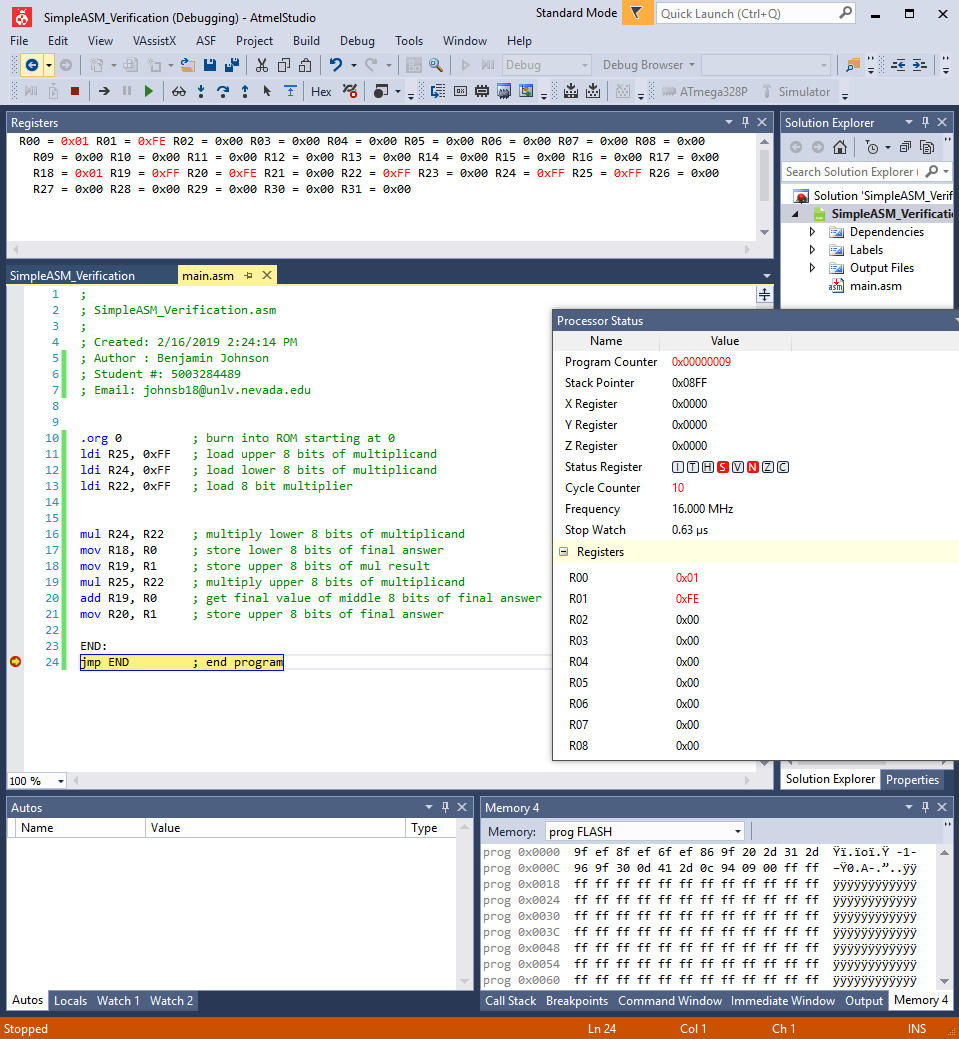 SimpleASM_Verification (Debugging) - AtmelStudio
Standard Mode
Quick Launch (Ctrl+Q)
File Edit View VAssistX ASF Project Build Debug Tools Window Help
Debug Debug Browser
Hex ATmega328P Simulator
Registers
R00 = 0x01 R01 = 0xFE R02 = 0x00 R03 = 0x00 R04 = 0x00 R05 = 0x00 R06 = 0x00 R07 = 0x00 R08 = 0x00
R09 = 0x00 R10 = 0x00 R11 = 0x00 R12 = 0x00 R13 = 0x00 R14 = 0x00 R15 = 0x00 R16 = 0x00 R17 = 0x00
R18 = 0x01 R19 = 0xFF R20 = 0xFE R21 = 0x00 R22 = 0xFF R23 = 0x00 R24 = 0xFF R25 = 0xFF R26 = 0x00
R27 = 0x00 R28 = 0x00 R29 = 0x00 R30 = 0x00 R31 = 0x00
Solution Explorer
Search Solution Explorer (
Solution 'SimpleASM_Verif
SimpleASM_Verificati
Dependencies
Labels
Output Files
main.asm
SimpleASM_Verification main.asm
1 ;
2 ; SimpleASM_Verification.asm
3 ;
4 ; Created: 2/16/2019 2:24:14 PM
5 ; Author : Benjamin Johnson
6 ; Student #: 5003284489
7 ; Email: johnsb18@unlv.nevada.edu
8
9
10 .org 0 ; burn into ROM starting at 0
11 ldi R25, 0xFF ; load upper 8 bits of multiplicand
12 ldi R24, 0xFF ; load lower 8 bits of multiplicand
13 ldi R22, 0xFF ; load 8 bit multiplier
14
15
16 mul R24, R22 ; multiply lower 8 bits of multiplicand
17 mov R18, R0 ; store lower 8 bits of final answer
18 mov R19, R1 ; store upper 8 bits of mul result
19 mul R25, R22 ; multiply upper 8 bits of multiplicand
20 add R19, R0 ; get final value of middle 8 bits of final answer
21 mov R20, R1 ; store upper 8 bits of final answer
22
23 END:
24 jmp END ; end program
100 %
Processor Status
Name Value
Program Counter 0x00000009
Stack Pointer 0x08FF
X Register 0x0000
Y Register 0x0000
Z Register 0x0000
Status Register I T H S V N Z C
Cycle Counter 10
Frequency 16.000 MHz
Stop Watch 0.63 µs
Registers
R00 0x01
R01 0xFE
R02 0x00
R03 0x00
R04 0x00
R05 0x00
R06 0x00
R07 0x00
R08 0x00
Solution Explorer Properties
Autos
Name Value Type
Autos Locals Watch 1 Watch 2
Memory 4
Memory: prog FLASH
prog 0x0000 9f ef 8f ef 6f ef 86 9f 20 2d 31 2d Ÿï.ïoï.Ÿ -1-
prog 0x000C 96 9f 30 0d 41 2d 0c 94 09 00 ff ff –Ÿ0.A-.”..ÿÿ
prog 0x0018 ff ff ff ff ff ff ff ff ff ff ff ff ÿÿÿÿÿÿÿÿÿÿÿÿ
prog 0x0024 ff ff ff ff ff ff ff ff ff ff ff ff ÿÿÿÿÿÿÿÿÿÿÿÿ
prog 0x0030 ff ff ff ff ff ff ff ff ff ff ff ff ÿÿÿÿÿÿÿÿÿÿÿÿ
prog 0x003C ff ff ff ff ff ff ff ff ff ff ff ff ÿÿÿÿÿÿÿÿÿÿÿÿ
prog 0x0048 ff ff ff ff ff ff ff ff ff ff ff ff ÿÿÿÿÿÿÿÿÿÿÿÿ
prog 0x0054 ff ff ff ff ff ff ff ff ff ff ff ff ÿÿÿÿÿÿÿÿÿÿÿÿ
prog 0x0060 ff ff ff ff ff ff ff ff ff ff ff ff ÿÿÿÿÿÿÿÿÿÿÿÿ
Call Stack Breakpoints Command Window Immediate Window Output Memory 4
Stopped Ln 24 Col 1 Ch 1 INS